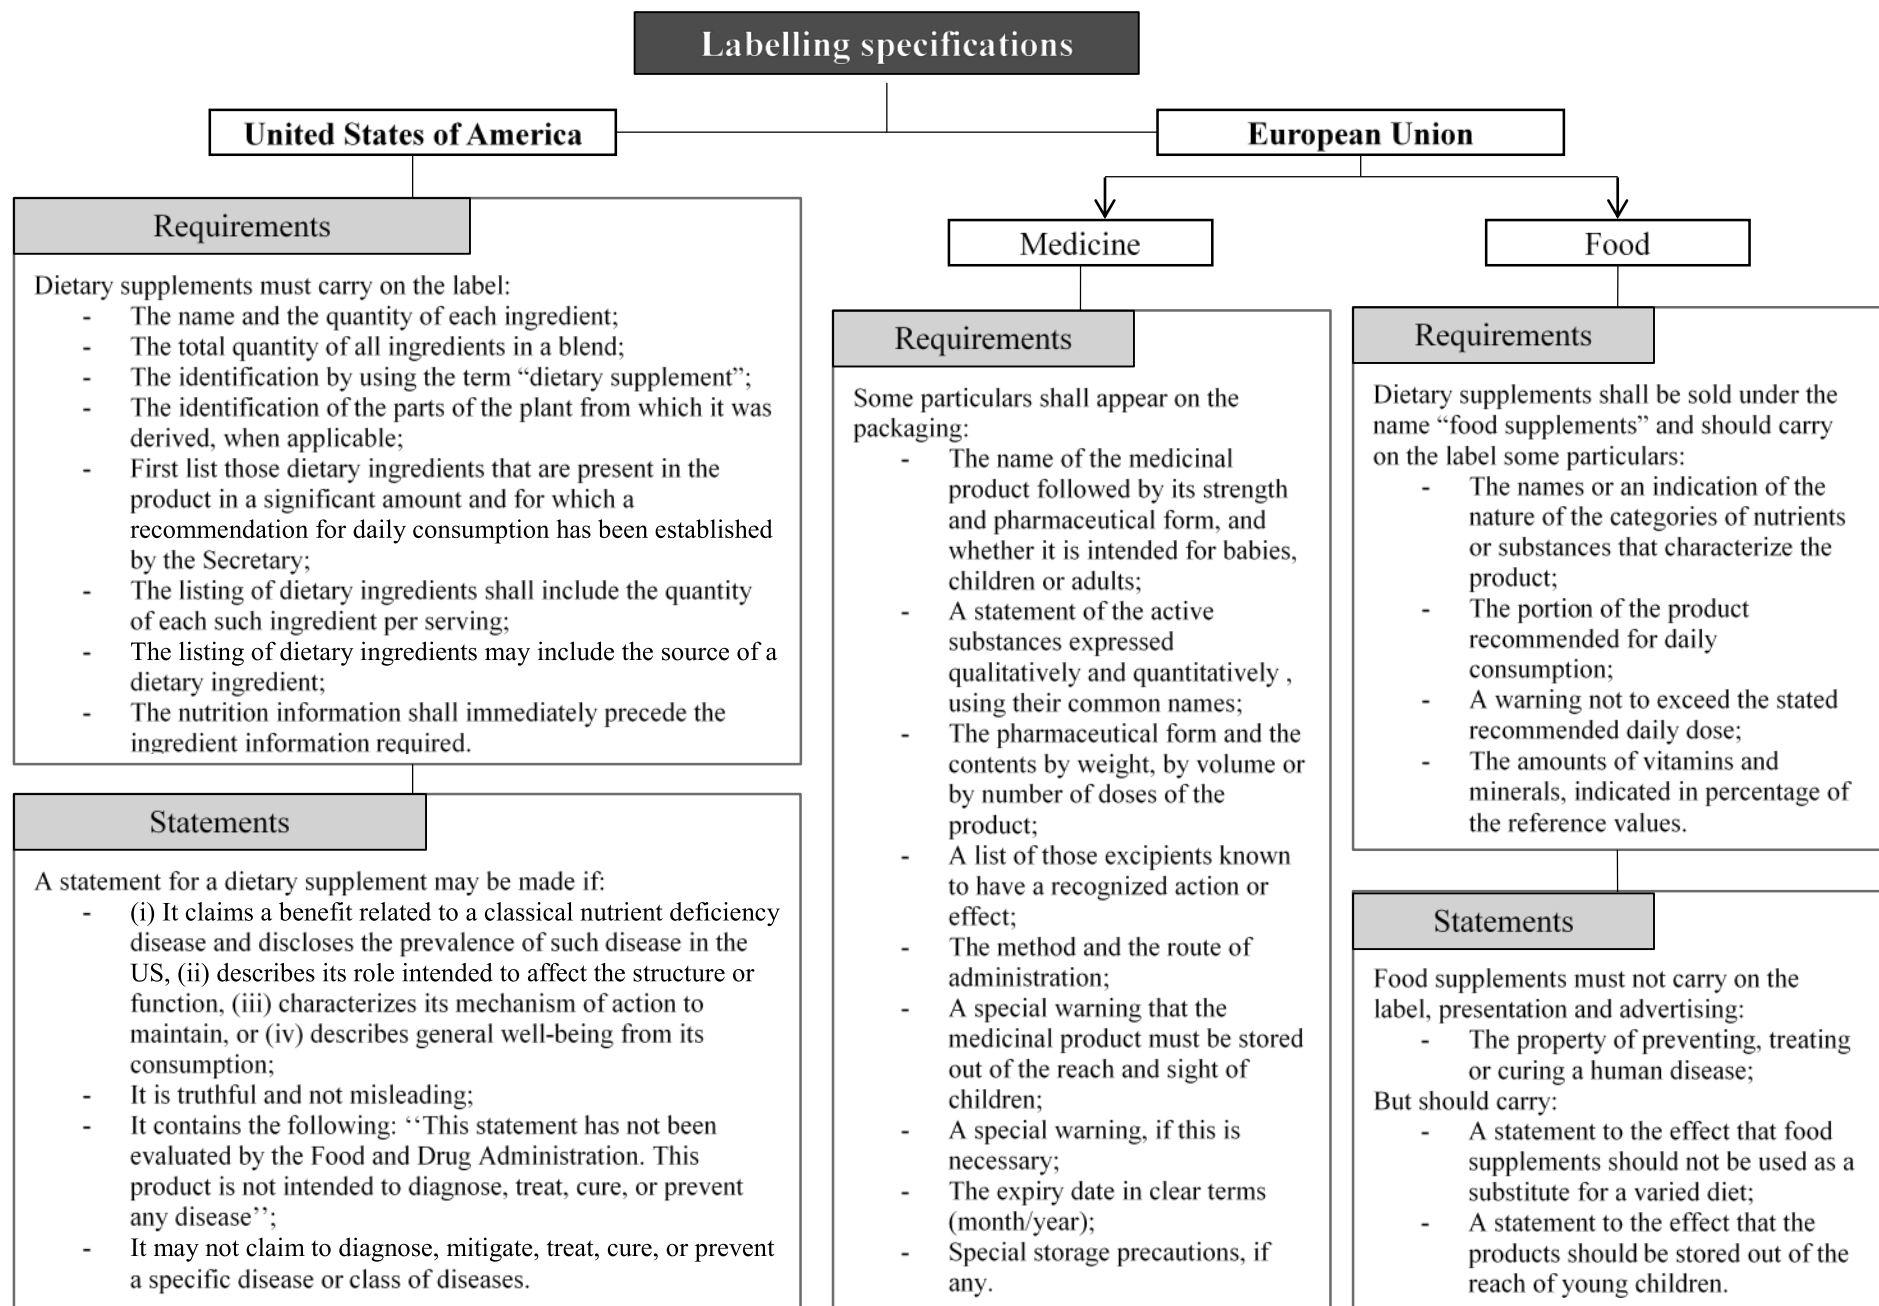 Labelling specifications
United States of America
European Union
Requirements
Dietary supplements must carry on the label:
- The name and the quantity of each ingredient;
- The total quantity of all ingredients in a blend;
- The identification by using the term “dietary supplement”;
- The identification of the parts of the plant from which it was
derived, when applicable;
- First list those dietary ingredients that are present in the
product in a significant amount and for which a
recommendation for daily consumption has been established
by the Secretary;
- The listing of dietary ingredients shall include the quantity
of each such ingredient per serving;
- The listing of dietary ingredients may include the source of a
dietary ingredient;
- The nutrition information shall immediately precede the
ingredient information required.
Statements
A statement for a dietary supplement may be made if:
- (i) It claims a benefit related to a classical nutrient deficiency
disease and discloses the prevalence of such disease in the
US, (ii) describes its role intended to affect the structure or
function, (iii) characterizes its mechanism of action to
maintain, or (iv) describes general well-being from its
consumption;
- It is truthful and not misleading;
- It contains the following: ‘‘This statement has not been
evaluated by the Food and Drug Administration. This
product is not intended to diagnose, treat, cure, or prevent
any disease’’;
- It may not claim to diagnose, mitigate, treat, cure, or prevent
a specific disease or class of diseases.
Medicine
Requirements
Some particulars shall appear on the
packaging:
- The name of the medicinal
product followed by its strength
and pharmaceutical form, and
whether it is intended for babies,
children or adults;
- A statement of the active
substances expressed
qualitatively and quantitatively ,
using their common names;
- The pharmaceutical form and the
contents by weight, by volume or
by number of doses of the
product;
- A list of those excipients known
to have a recognized action or
effect;
- The method and the route of
administration;
- A special warning that the
medicinal product must be stored
out of the reach and sight of
children;
- A special warning, if this is
necessary;
- The expiry date in clear terms
(month/year);
- Special storage precautions, if
any.
Food
Requirements
Dietary supplements shall be sold under the
name “food supplements” and should carry
on the label some particulars:
- The names or an indication of the
nature of the categories of nutrients
or substances that characterize the
product;
- The portion of the product
recommended for daily
consumption;
- A warning not to exceed the stated
recommended daily dose;
- The amounts of vitamins and
minerals, indicated in percentage of
the reference values.
Statements
Food supplements must not carry on the
label, presentation and advertising:
- The property of preventing, treating
or curing a human disease;
But should carry:
- A statement to the effect that food
supplements should not be used as a
substitute for a varied diet;
- A statement to the effect that the
products should be stored out of the
reach of young children.